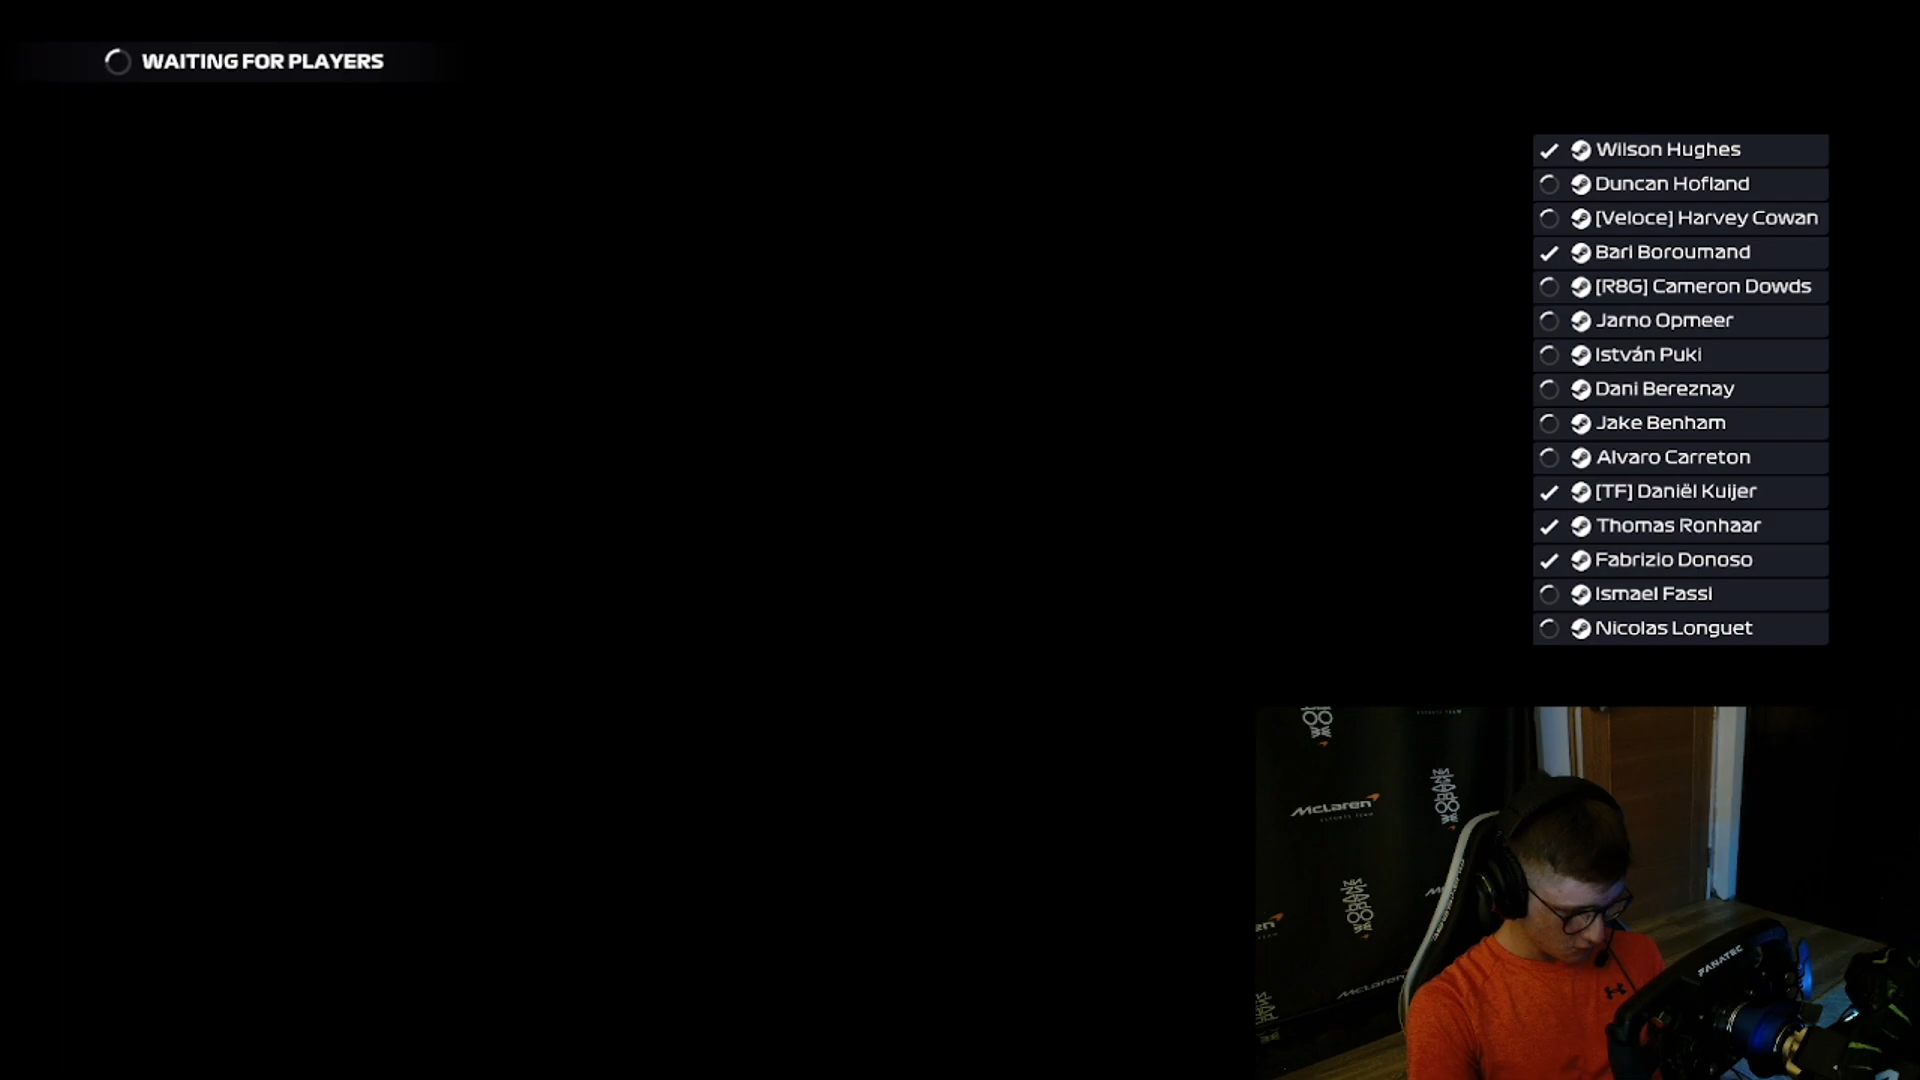 WAITING FOR PLAYERS
Wilson Hughes
Duncan Hofland
[Veloce] Harvey Cowan
Bari Boroumand
[R8G] Cameron Dowds
Jarno Opmeer
István Puki
Dani Bereznay
Jake Benham
Alvaro Carreton
[TF] Daniël Kuijer
Thomas Ronhaar
Fabrizio Donoso
Ismael Fassi
Nicolas Longuet
McLaren
ESPORTS TEAM
McLaren
FANATEC